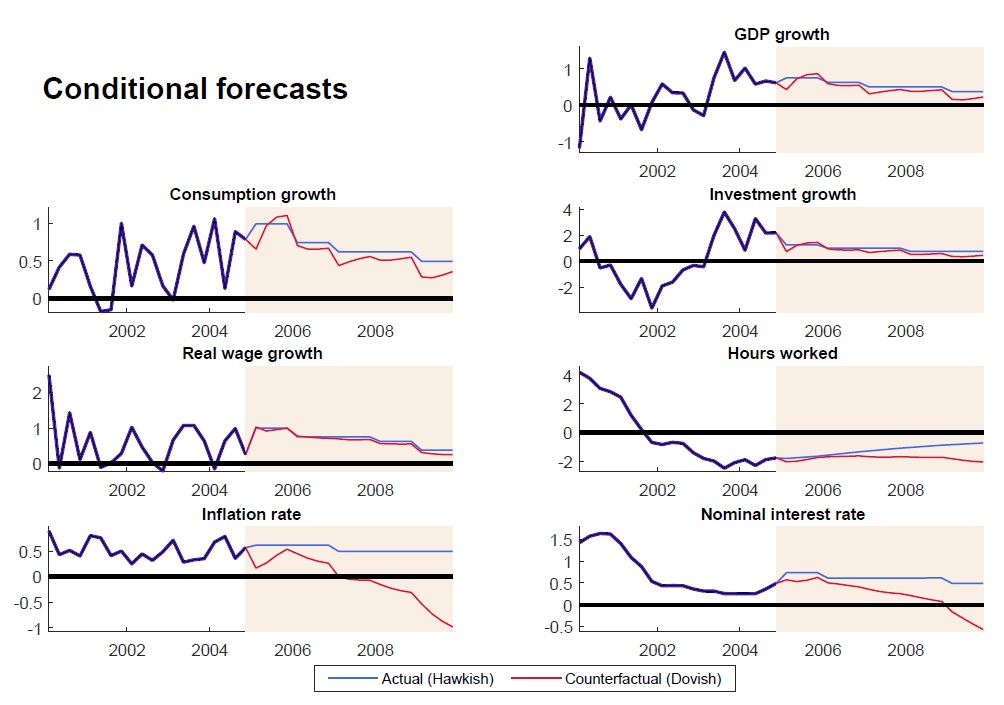 Conditional forecasts
GDP growth
1
0
-1
2002 2004 2006 2008
Consumption growth
1
0.5
0
2002 2004 2006 2008
Investment growth
4
2
0
-2
2002 2004 2006 2008
Real wage growth
2
1
0
2002 2004 2006 2008
Hours worked
4
2
0
-2
2002 2004 2006 2008
Inflation rate
0.5
0
-0.5
-1
2002 2004 2006 2008
Nominal interest rate
1.5
1
0.5
0
-0.5
2002 2004 2006 2008
Actual (Hawkish) Counterfactual (Dovish)